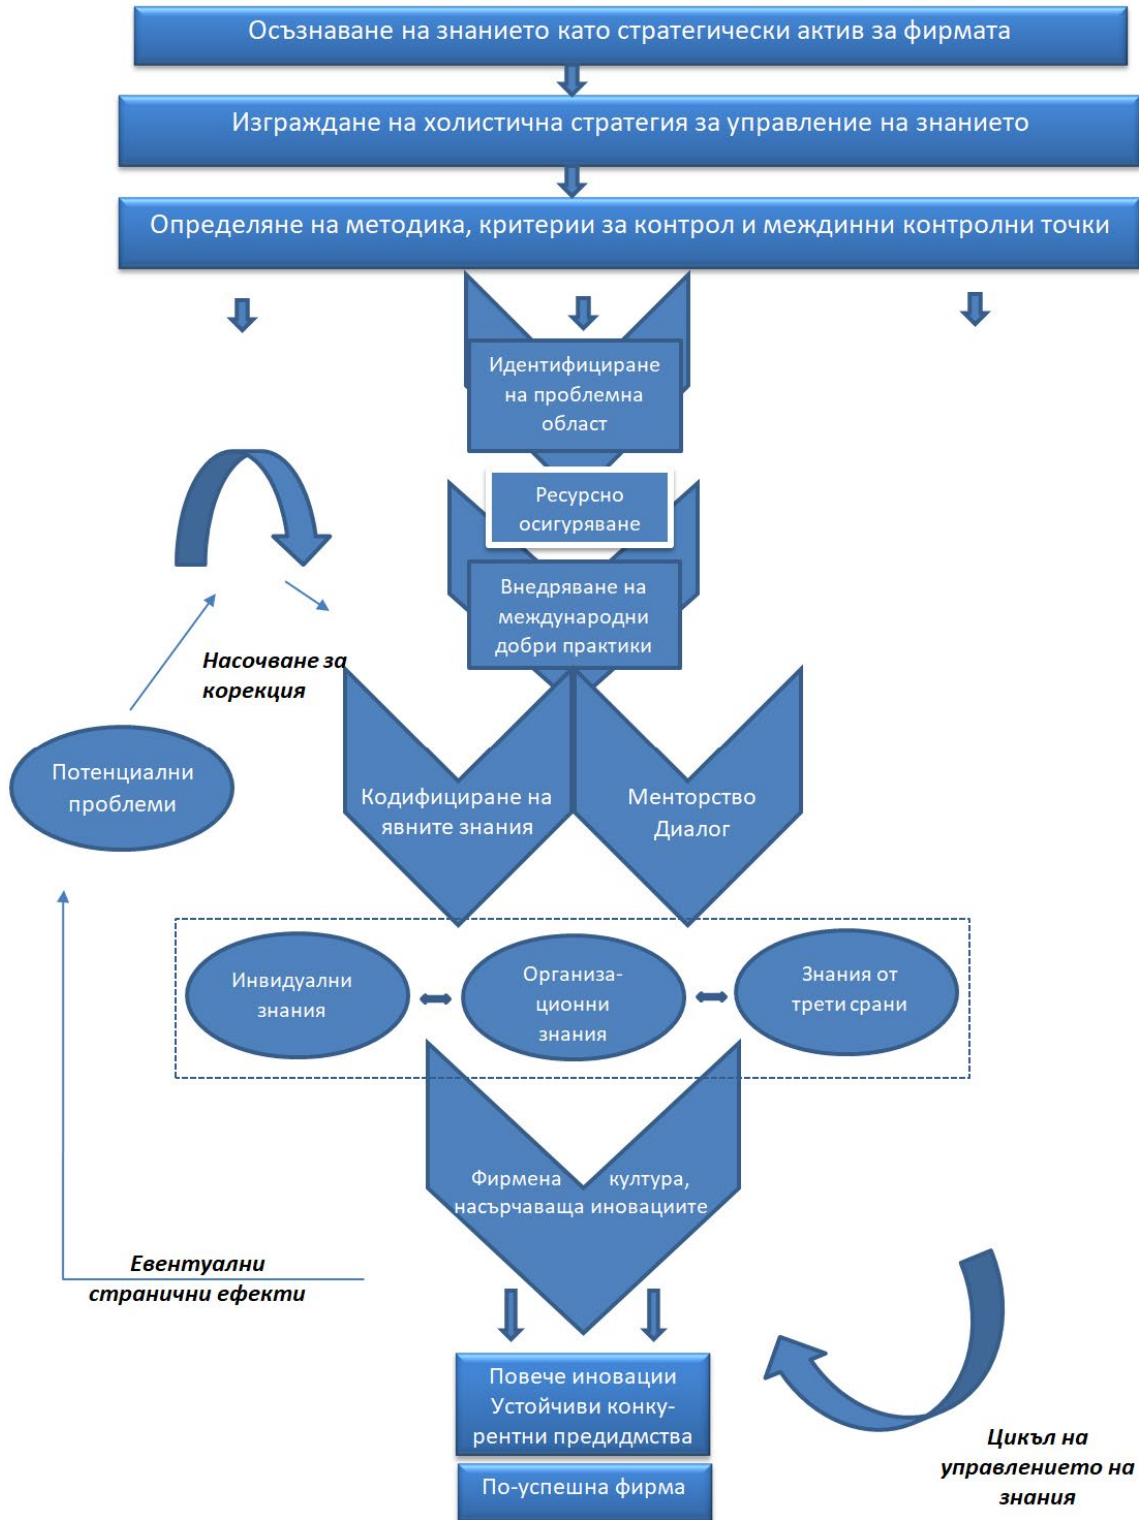 Осъзнаване на знанието като стратегически актив за фирмата
Изграждане на холистична стратегия за управление на знанието
Определяне на методика, критерии за контрол и междинни контролни точки
Идентифициране
на проблемна
област
Ресурсно
осигуряване
Внедряване на
международни
добри практики
Насочване за
корекция
Потенциални
проблеми
Кодифициране на
явните знания
Менторство
Диалог
Инвидуални
знания
Организа-
ционни
знания
Знания от
трети срани
Фирмена култура,
насърчаваща иновациите
Евентуални
странични ефекти
Повече иновации
Устойчиви конку-
рентни предидмства
По-успешна фирма
Цикъл на
управлението на
знания